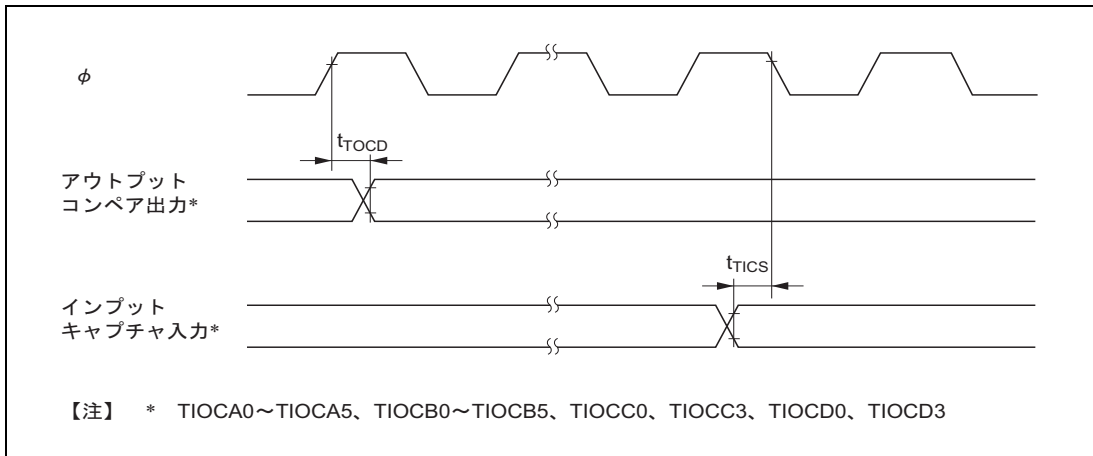 φ
tTOCD
アウトプット
コンペア出力*
tTICS
インプット
キャプチャ入力*
【注】 * TIOCA0～TIOCA5、TIOCB0～TIOCB5、TIOCC0、TIOCC3、TIOCD0、TIOCD3